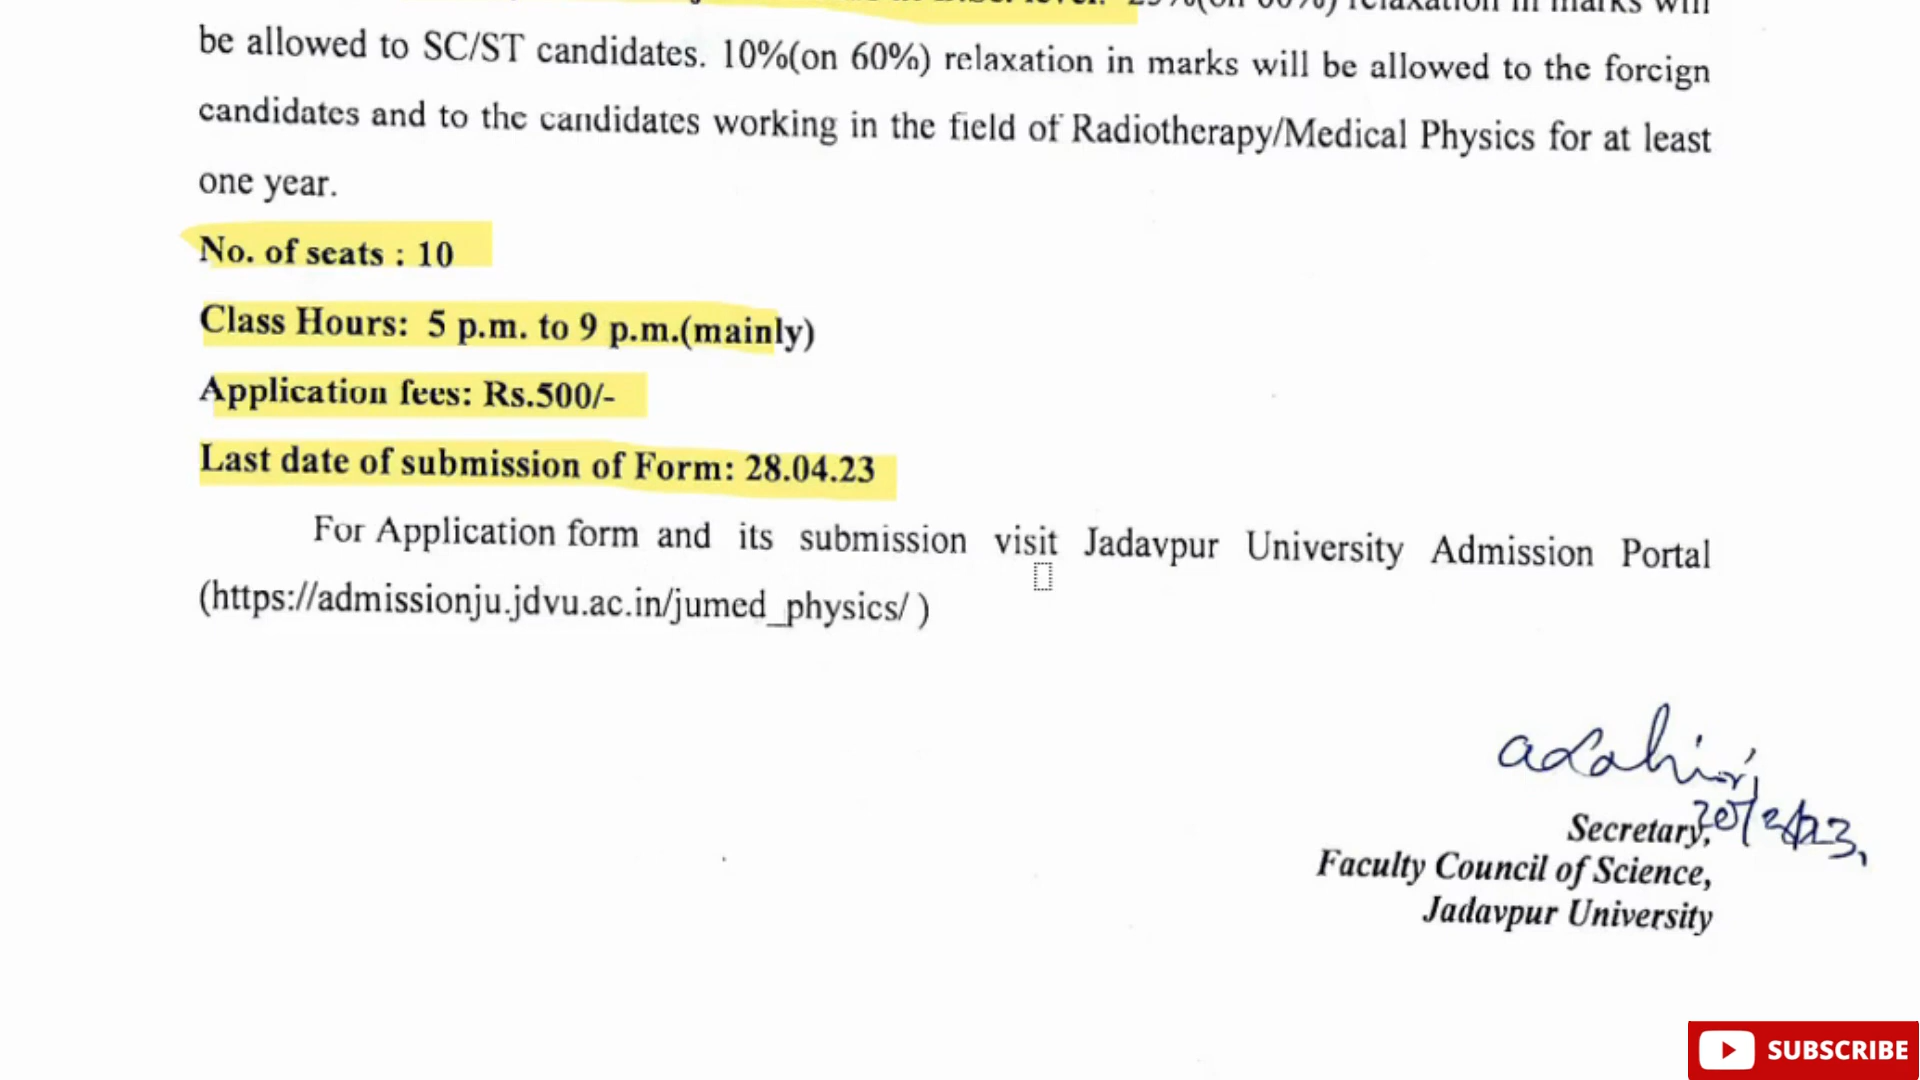 be allowed to SC/ST candidates. 10%(on 60%) relaxation in marks will be allowed to the foreign
candidates and to the candidates working in the field of Radiotherapy/Medical Physics for at least
one year.
No. of seats : 10
Class Hours: 5 p.m. to 9 p.m.(mainly)
Application fees: Rs.500/-
Last date of submission of Form: 28.04.23
For Application form and its submission visit Jadavpur University Admission Portal
(https://admissionju.jdvu.ac.in/jumed_physics/ )
Secretary,
Faculty Council of Science,
Jadavpur University
SUBSCRIBE